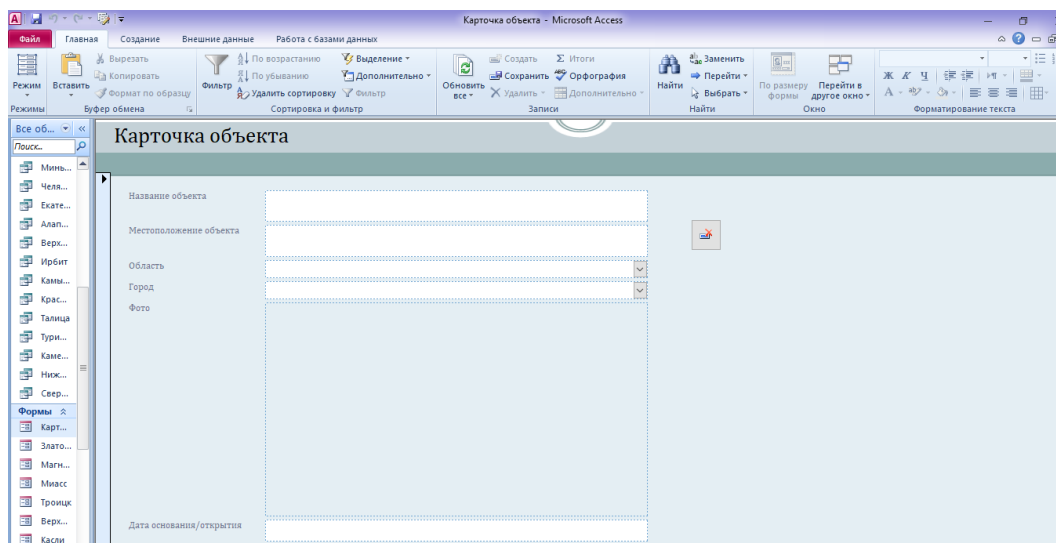 Карточка объекта - Microsoft Access
Файл Главная Создание Внешние данные Работа с базами данных
Режим
Режимы
Вставить
Вырезать
Копировать
Формат по образцу
Буфер обмена
Фильтр
По возрастанию
По убыванию
Удалить сортировку
Выделение
Дополнительно
Фильтр
Сортировка и фильтр
Обновить
все
Создать
Сохранить
Удалить
Итоги
Орфография
Дополнительно
Записи
Найти
Заменить
Перейти
Выбрать
Найти
По размеру
формы
Перейти в
другое окно
Окно
Ж К Ч
А
Форматирование текста
Все об...
Поиск...
Минь...
Челя...
Екате...
Алап...
Верх...
Ирбит
Камы...
Крас...
Талица
Тури...
Каме...
Ниж...
Свер...
Формы
Карт...
Злато...
Магн...
Миасс
Троицк
Верх...
Касли
Карточка объекта
Название объекта
Местоположение объекта
Область
Город
Фото
Дата основания/открытия